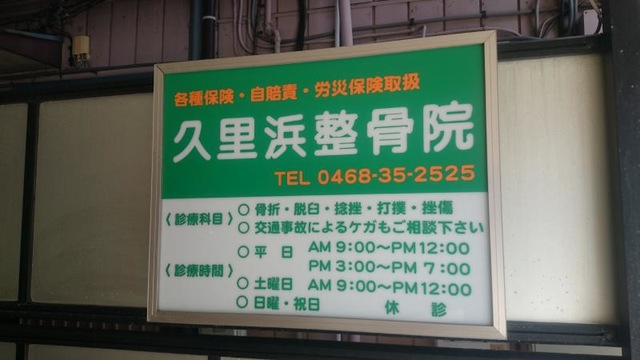 各種保険・自賠責・労災保険取扱
久里浜整骨院
TEL 0468-35-2525
〈診療科目〉○骨折・脱臼・捻挫・打撲・挫傷
○交通事故によるケガもご相談下さい
〈診療時間〉○平 日 AM 9:00～PM12:00
PM 3:00～PM 7:00
○土曜日 AM 9:00～PM12:00
○日曜・祝日 休 診